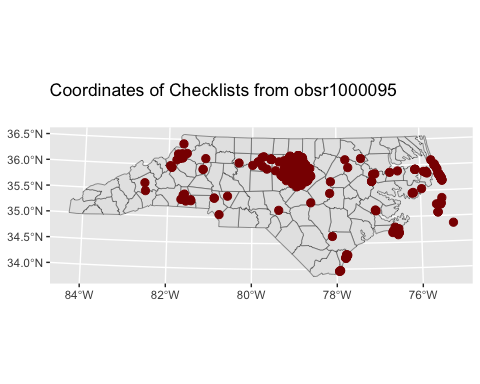 Coordinates of Checklists from obsr1000095
36.5°N
36.0°N
35.5°N
35.0°N
34.5°N
34.0°N
84°W 82°W 80°W 78°W 76°W